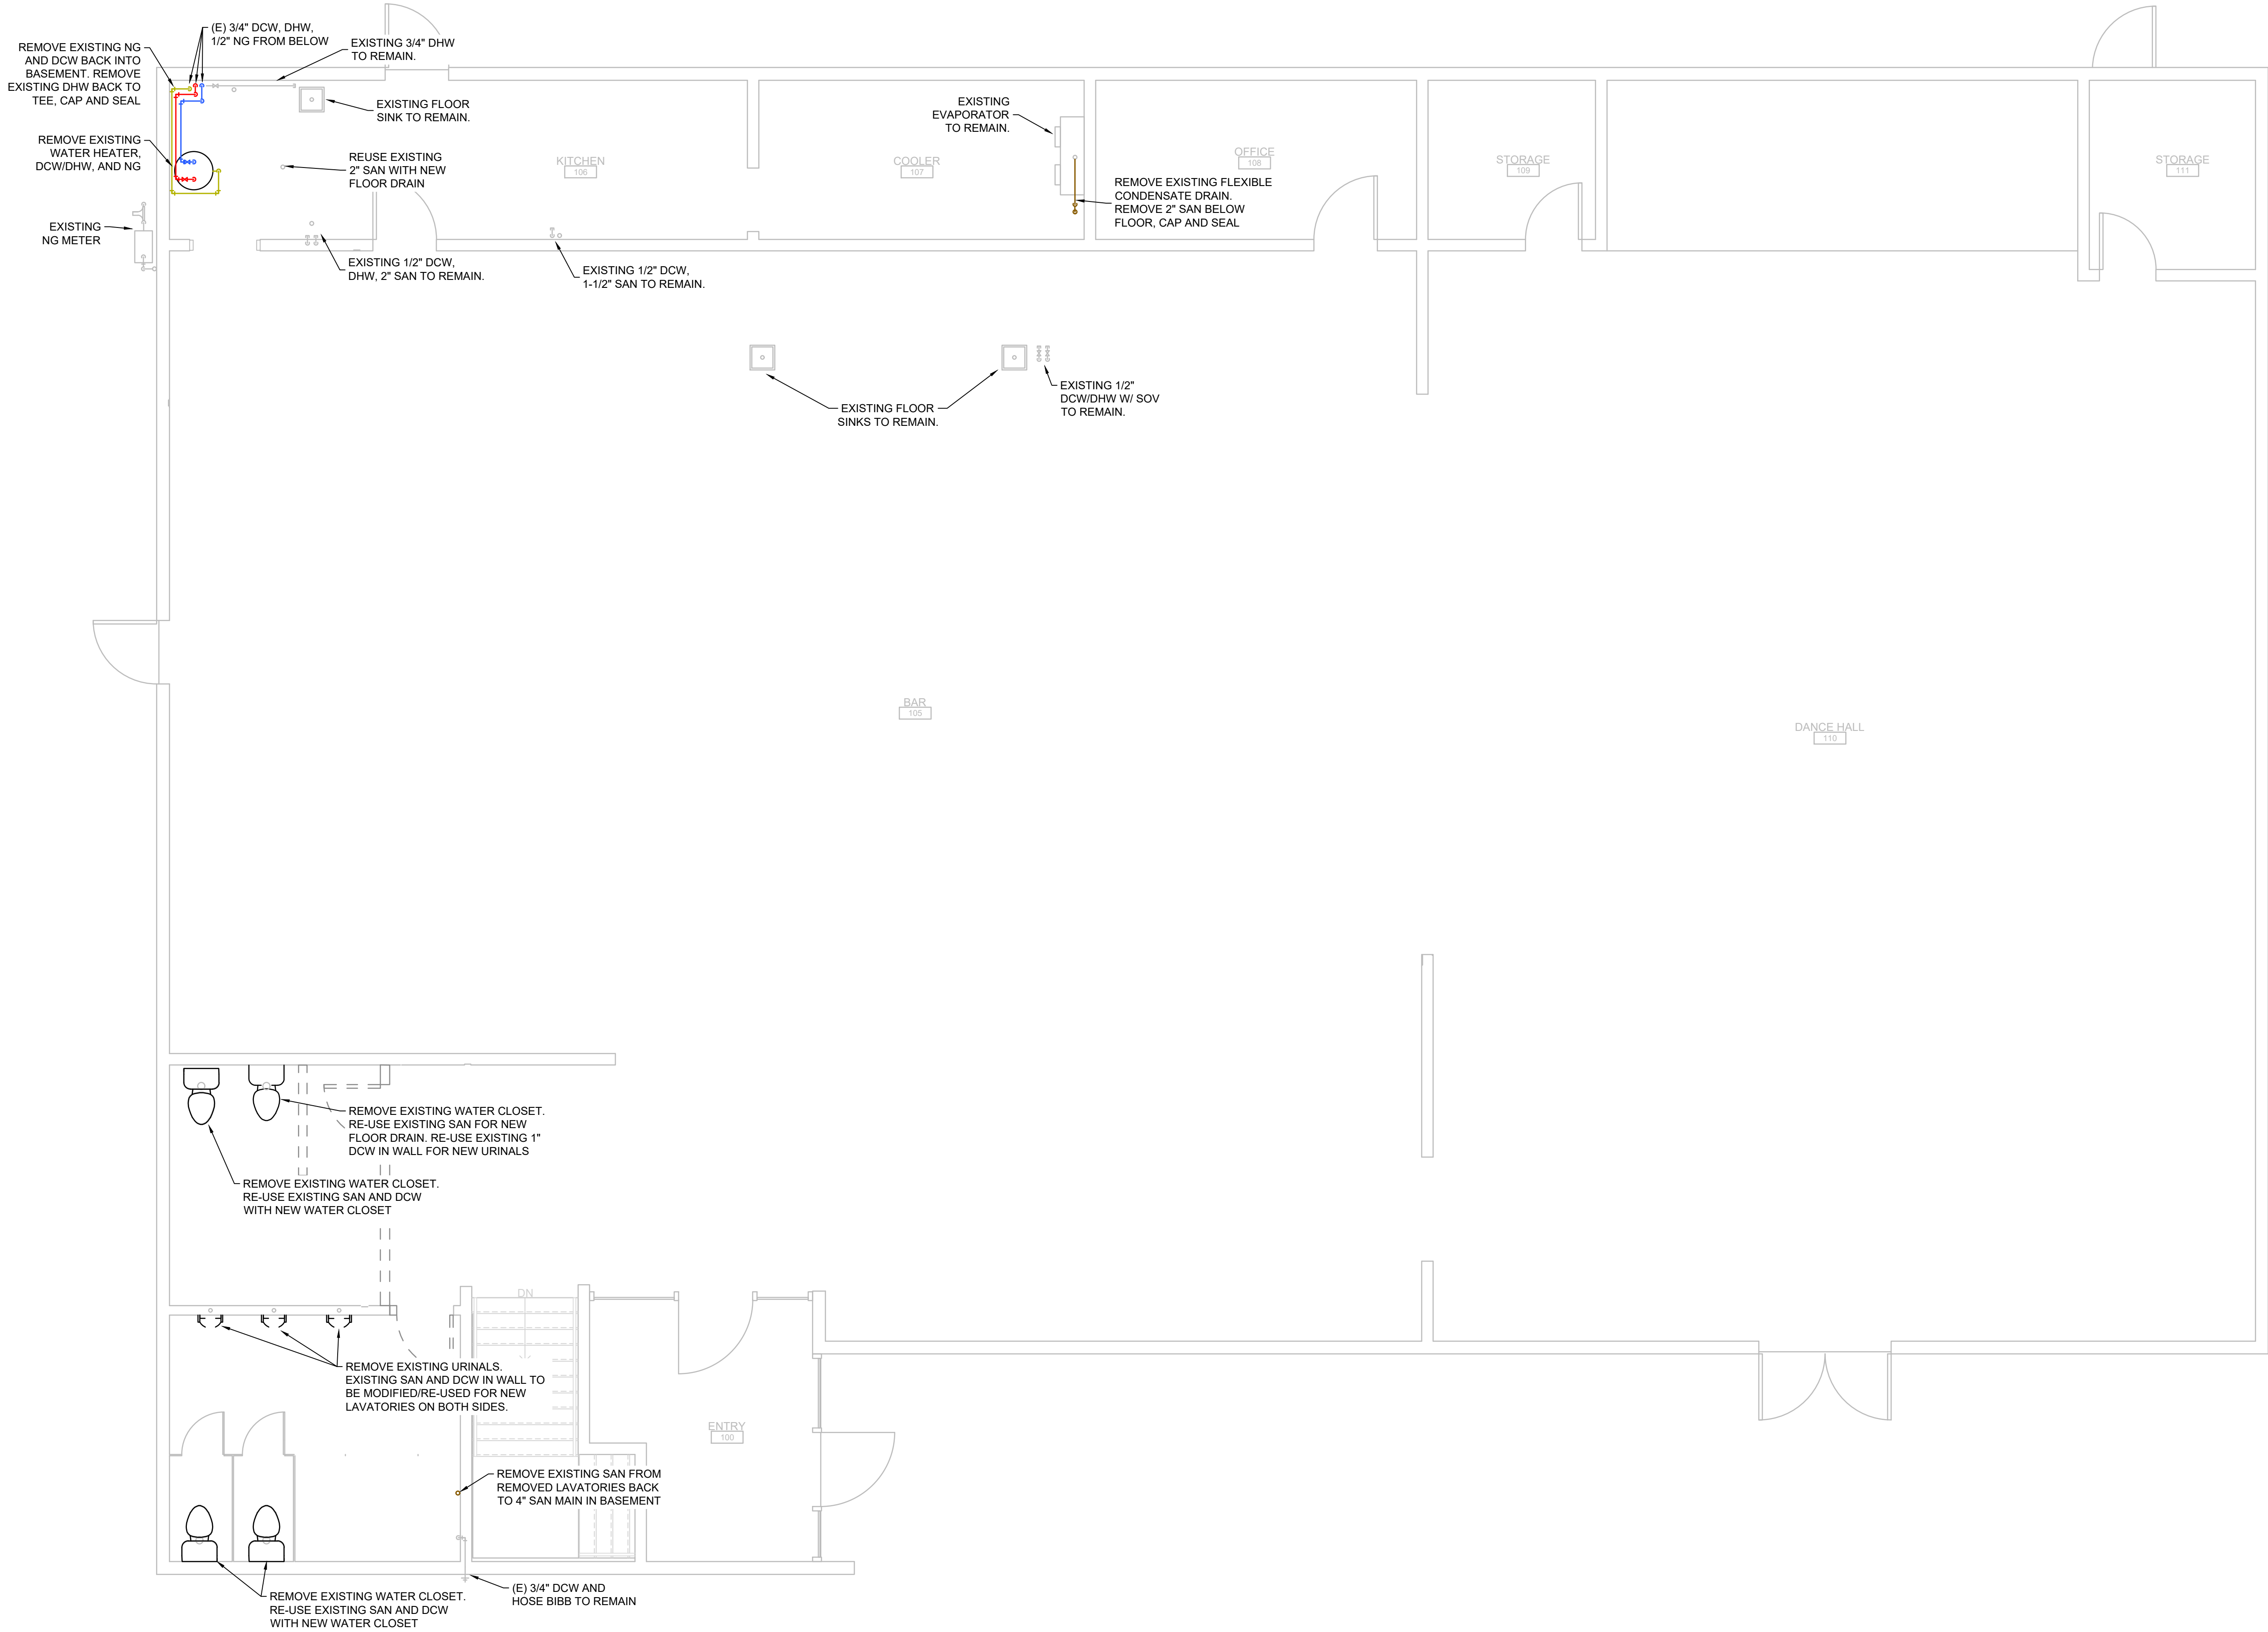 (E) 3/4" DCW, DHW,
1/2" NG FROM BELOW
REMOVE EXISTING NG
AND DCW BACK INTO
BASEMENT. REMOVE
EXISTING DHW BACK TO
TEE, CAP AND SEAL
EXISTING 3/4" DHW
TO REMAIN.
EXISTING FLOOR
SINK TO REMAIN.
REMOVE EXISTING
WATER HEATER,
DCW/DHW, AND NG
REUSE EXISTING
2" SAN WITH NEW
FLOOR DRAIN
KITCHEN
106
COOLER
107
EXISTING
EVAPORATOR
TO REMAIN.
OFFICE
108
REMOVE EXISTING FLEXIBLE
CONDENSATE DRAIN.
REMOVE 2" SAN BELOW
FLOOR, CAP AND SEAL
STORAGE
109
STORAGE
111
EXISTING
NG METER
EXISTING 1/2" DCW,
DHW, 2" SAN TO REMAIN.
EXISTING 1/2" DCW,
1-1/2" SAN TO REMAIN.
EXISTING FLOOR
SINKS TO REMAIN.
EXISTING 1/2"
DCW/DHW W/ SOV
TO REMAIN.
BAR
105
DANCE HALL
110
REMOVE EXISTING WATER CLOSET.
RE-USE EXISTING SAN FOR NEW
FLOOR DRAIN. RE-USE EXISTING 1"
DCW IN WALL FOR NEW URINALS
REMOVE EXISTING WATER CLOSET.
RE-USE EXISTING SAN AND DCW
WITH NEW WATER CLOSET
DN
REMOVE EXISTING URINALS.
EXISTING SAN AND DCW IN WALL TO
BE MODIFIED/RE-USED FOR NEW
LAVATORIES ON BOTH SIDES.
ENTRY
100
REMOVE EXISTING SAN FROM
REMOVED LAVATORIES BACK
TO 4" SAN MAIN IN BASEMENT
(E) 3/4" DCW AND
HOSE BIBB TO REMAIN
REMOVE EXISTING WATER CLOSET.
RE-USE EXISTING SAN AND DCW
WITH NEW WATER CLOSET